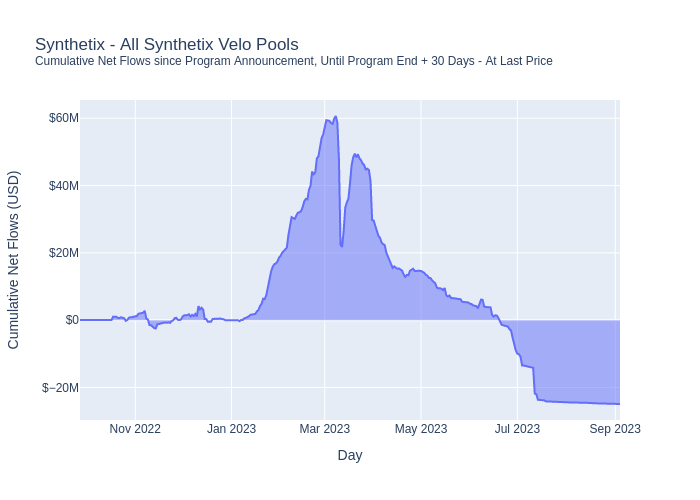 Synthetix - All Synthetix Velo Pools
Cumulative Net Flows since Program Announcement, Until Program End + 30 Days - At Last Price
Cumulative Net Flows (USD)
$60M
$40M
$20M
$0
$−20M
Nov 2022
Jan 2023
Mar 2023
May 2023
Jul 2023
Sep 2023
Day